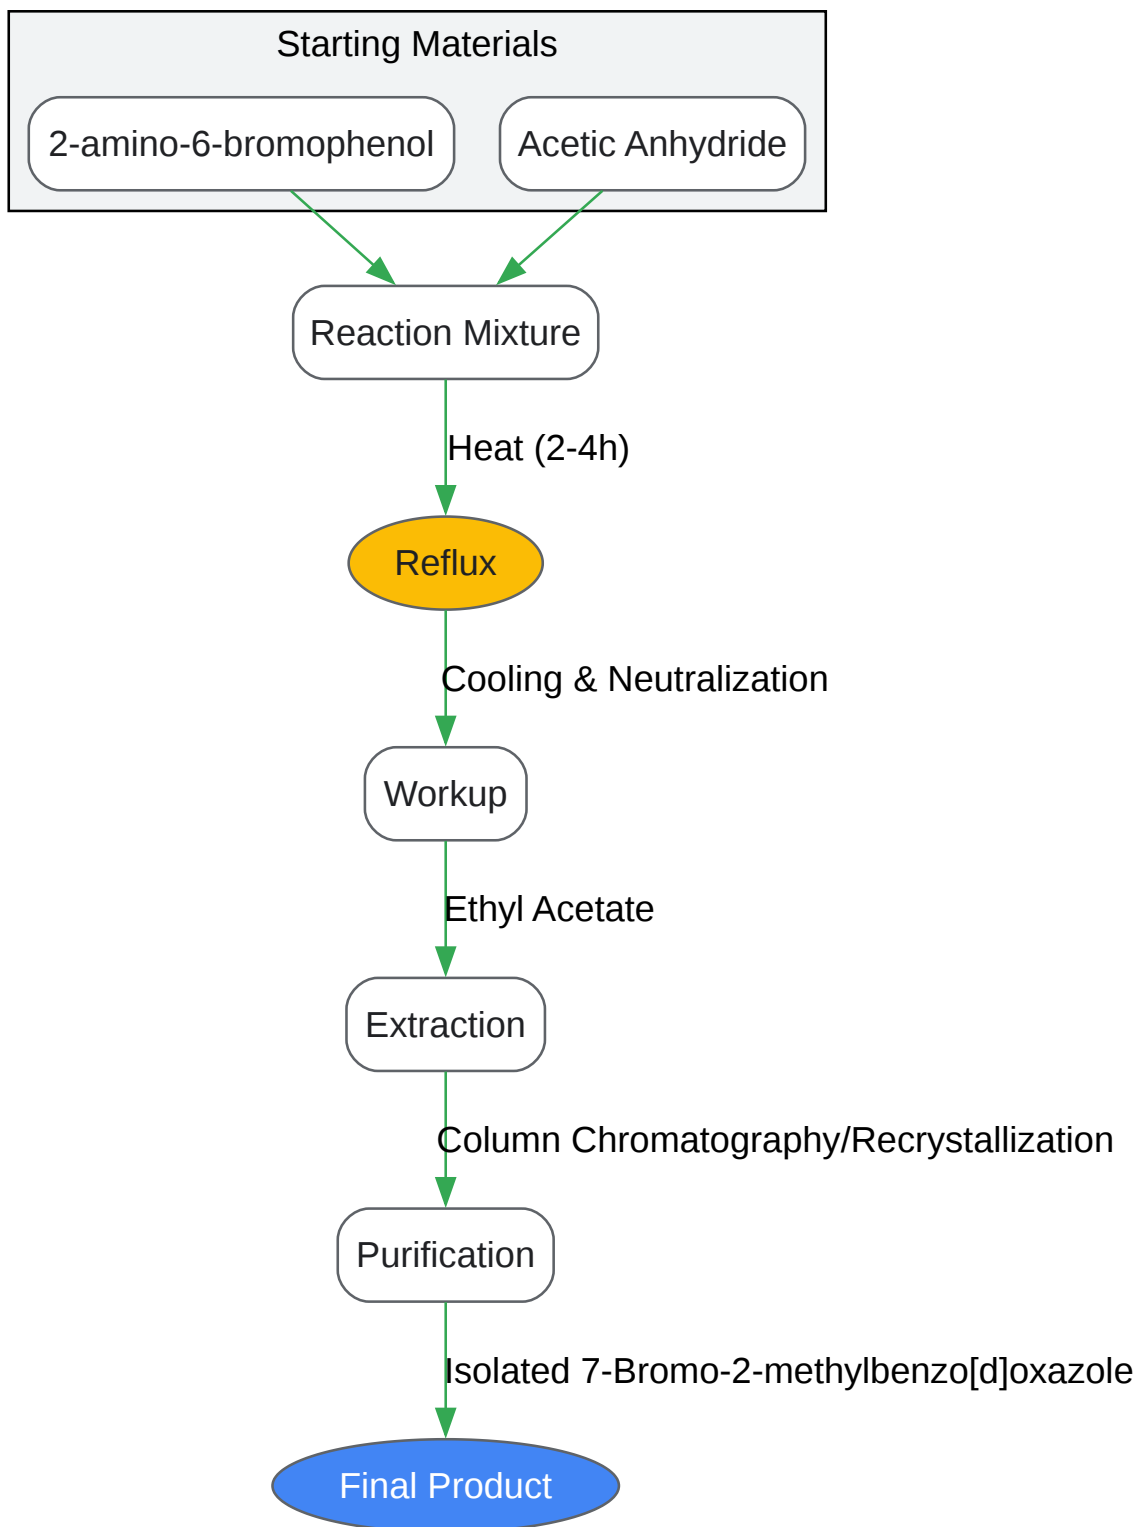 Starting Materials
2-amino-6-bromophenol
Acetic Anhydride
Reaction Mixture
Heat (2-4h)
Reflux
Cooling & Neutralization
Workup
Ethyl Acetate
Extraction
Column Chromatography/Recrystallization
Purification
Isolated 7-Bromo-2-methylbenzo[d]oxazole
Final Product